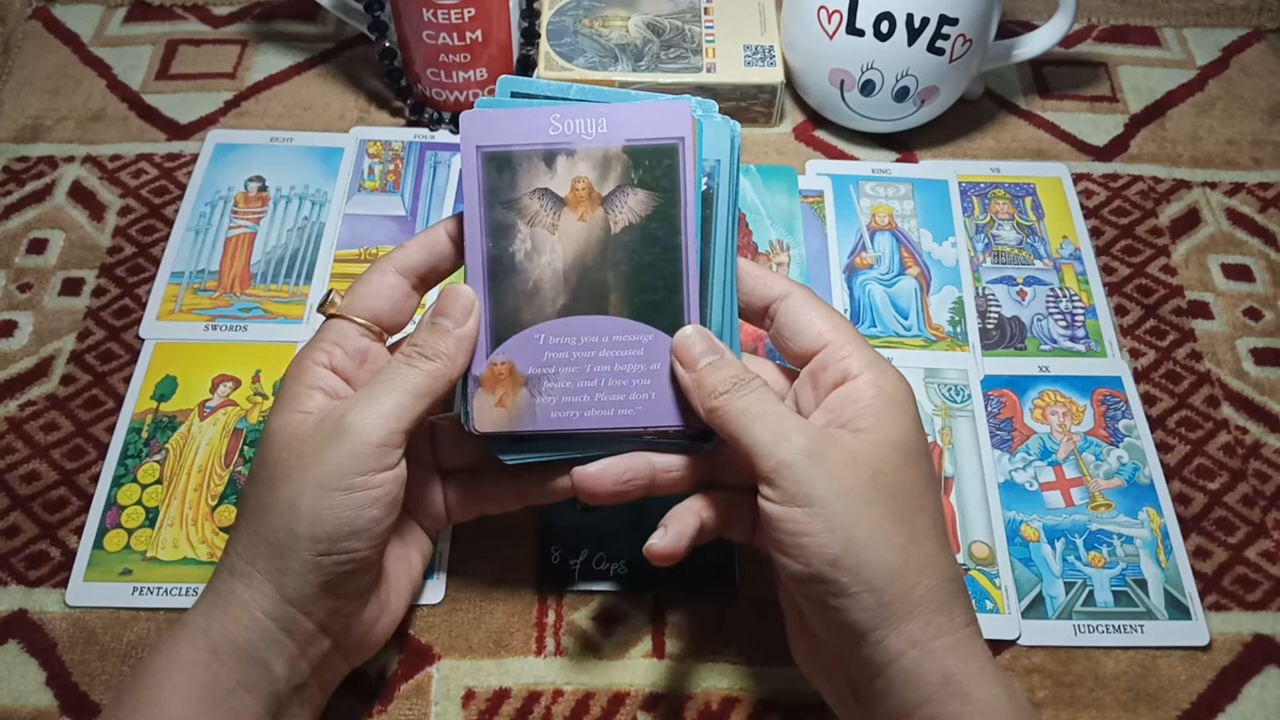 KEEP
CALM
AND
CLIMB
LOVE
Sonya
EIGHT
FOUR
KING
VII
SWORDS
"I bring you a message
from your deceased
loved one: 'I am happy, at
peace, and I love you
very much. Please don't
worry about me.'"
XX
8 of Cups
PENTACLES
JUDGEMENT